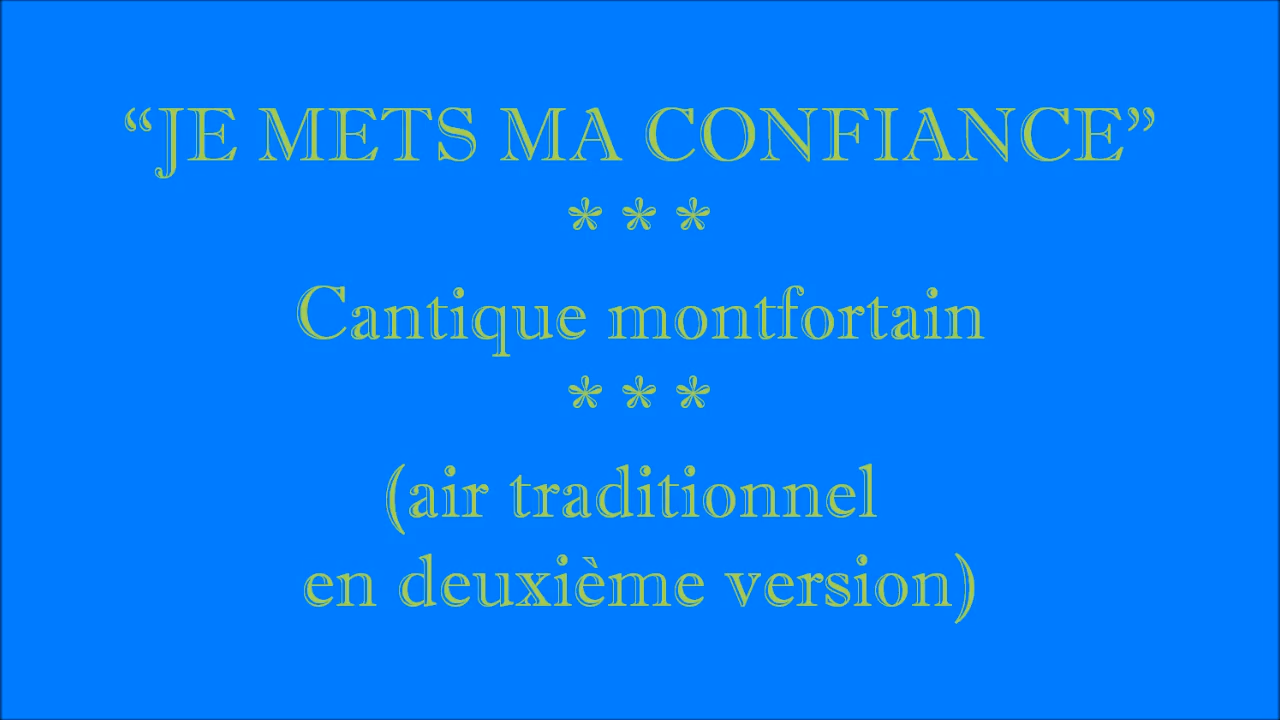 “JE METS MA CONFIANCE”
* * *
Cantique montfortain
* * *
(air traditionnel
en deuxième version)